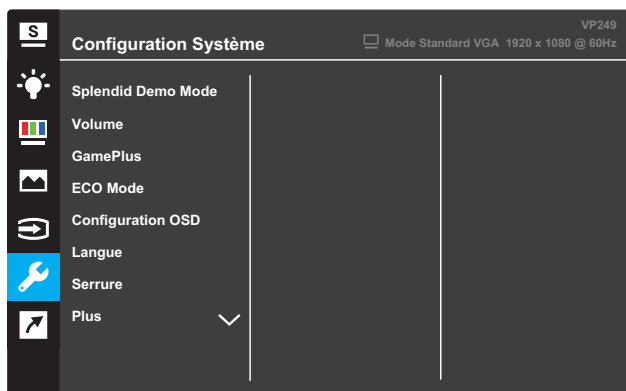 S
VP249
Configuration Système
Mode Standard VGA 1920 x 1080 @ 60Hz
Splendid Demo Mode
Volume
GamePlus
ECO Mode
Configuration OSD
Langue
Serrure
Plus